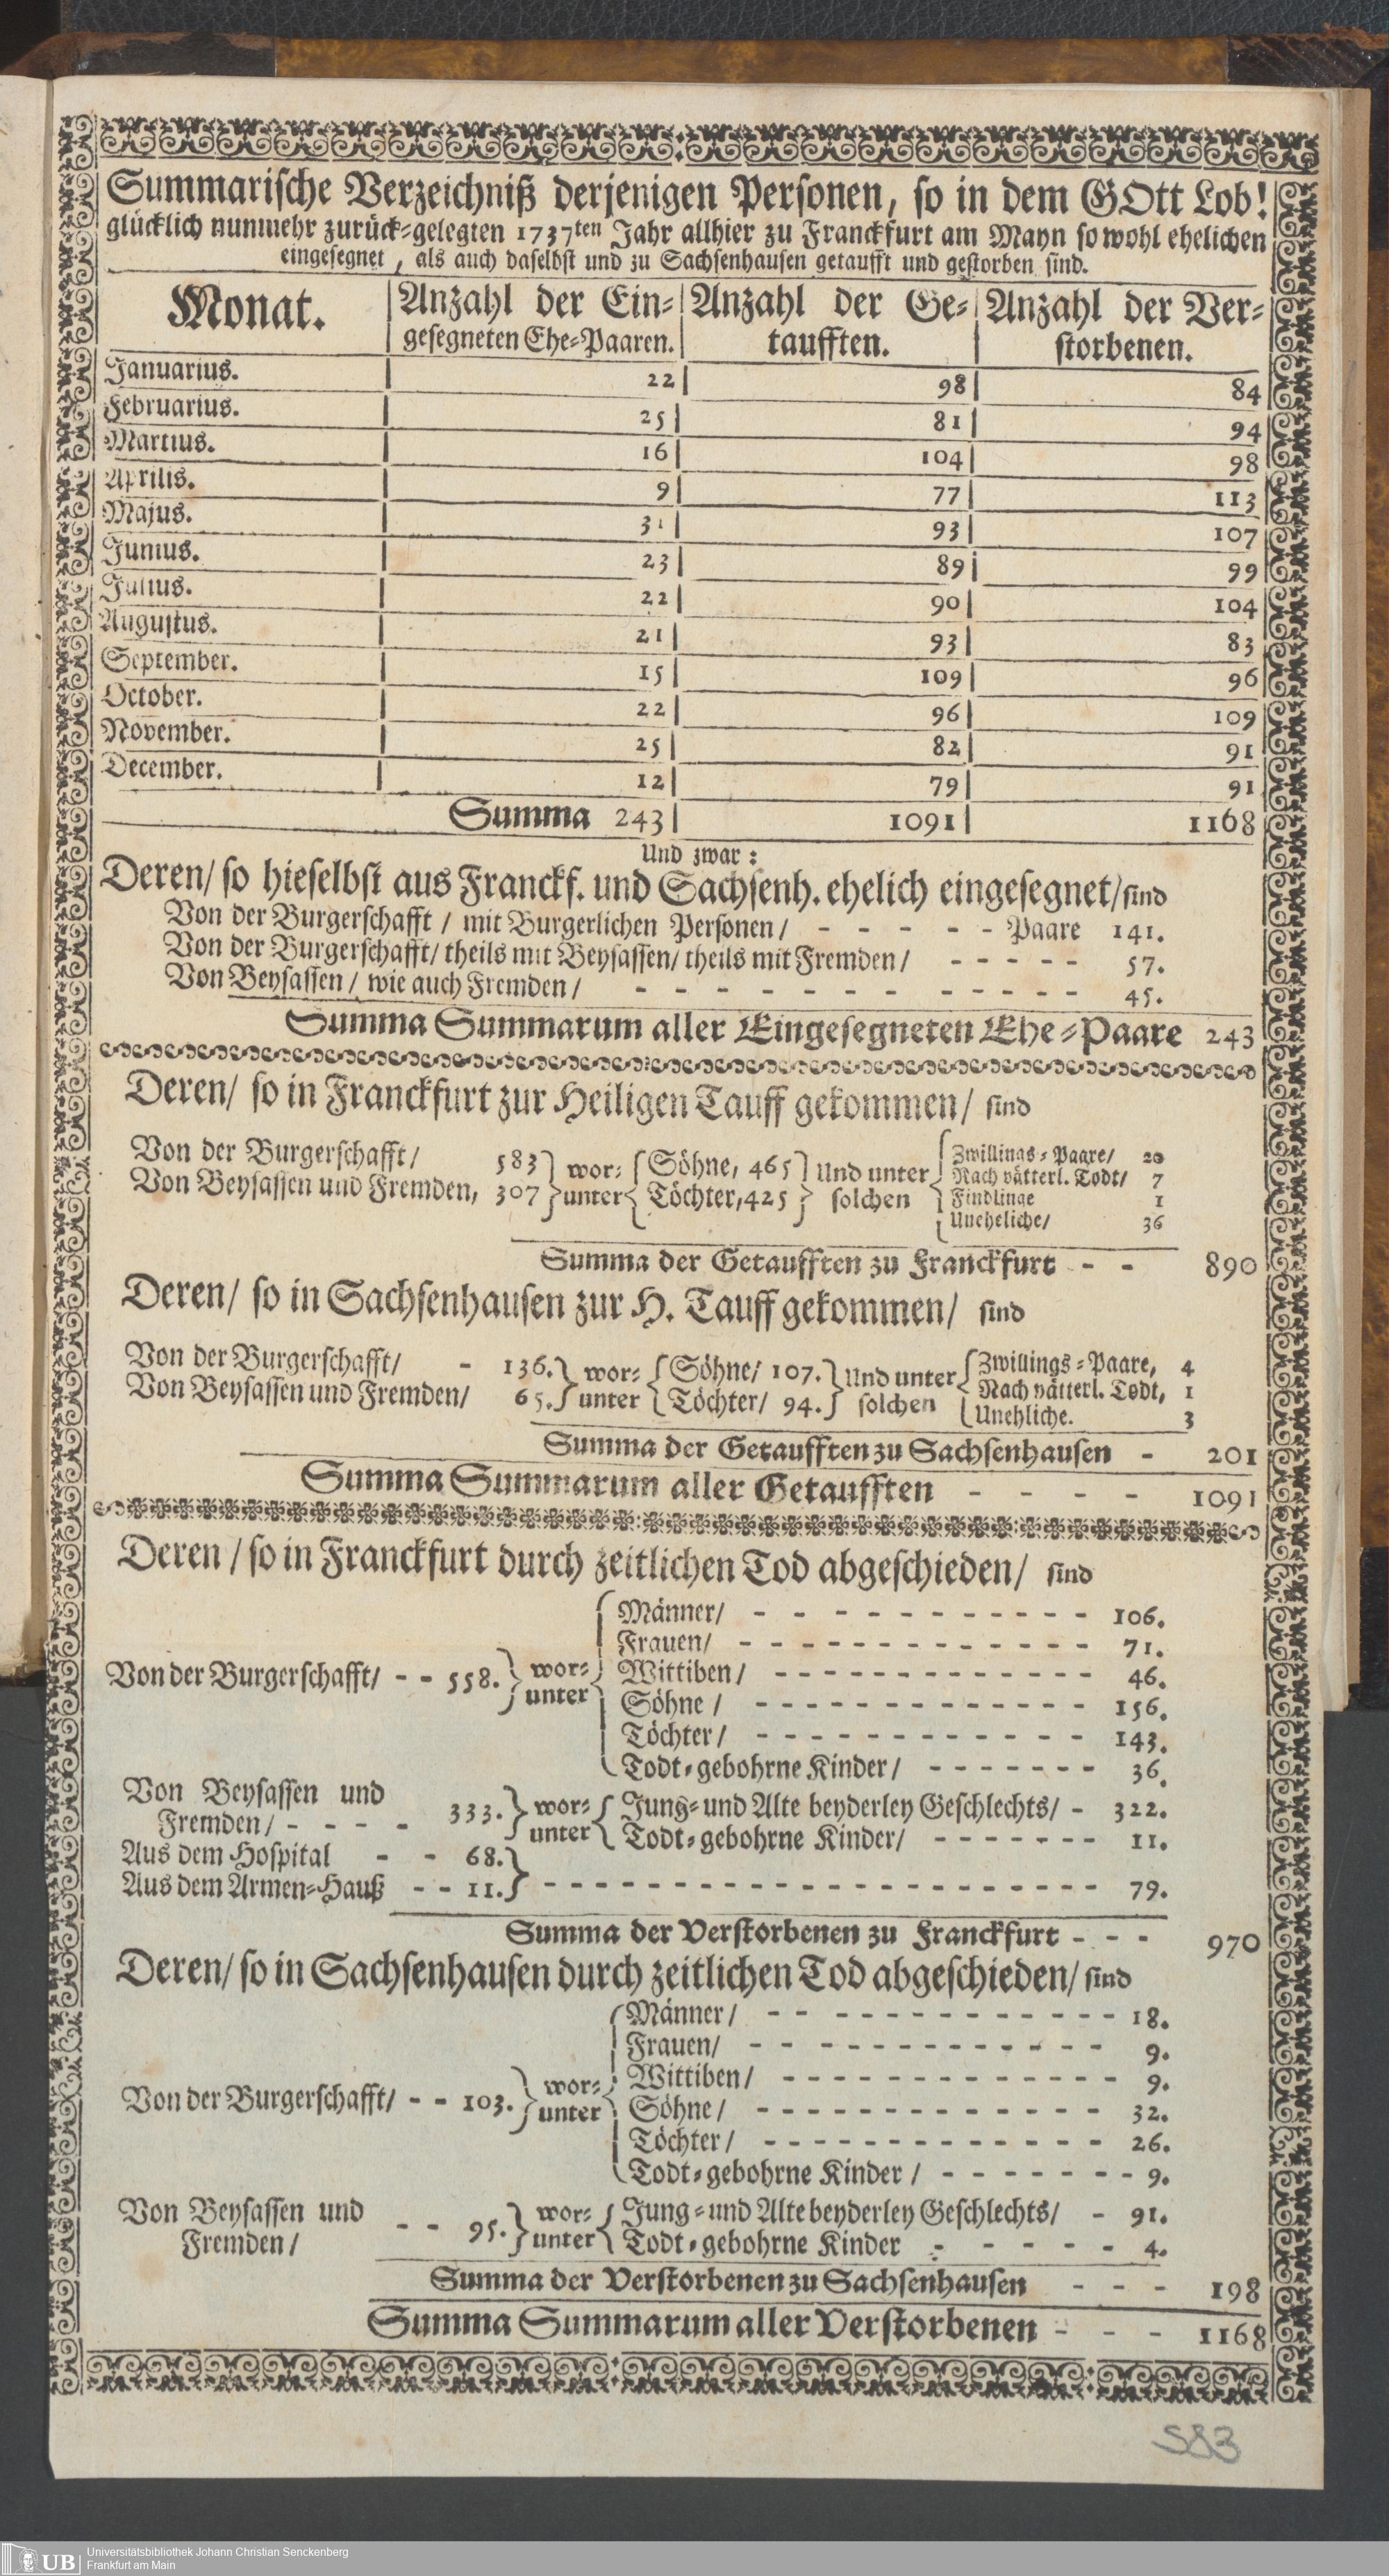 Summarische Verzeichniß derjenigen Personen, so in dem GOtt Lob!
glücklich nunmehr zurück-gelegten 1737ten Jahr allhier zu Franckfurt am Mayn so wohl ehelichen
eingesegnet, als auch daselbst und zu Sachsenhausen getaufft und gestorben sind.
Monat. | Anzahl der Ein- | Anzahl der Ge- | Anzahl der Ver-
gesegneten Ehe-Paaren. | taufften. | storbenen.
Januarius. 22 98 84
Februarius. 25 81 94
Martius. 16 104 98
Aprilis. 9 77 113
Majus. 31 93 107
Junius. 23 89 99
Julius. 22 90 104
Augustus. 21 93 83
September. 15 109 96
October. 22 96 109
November. 25 82 91
December. 12 79 91
Summa 243 1091 1168
Und zwar:
Deren/ so hieselbst aus Franckf. und Sachsenh. ehelich eingesegnet/ sind
Von der Burgerschafft / mit Burgerlichen Personen/ - - - - - Paare 141.
Von der Burgerschafft/ theils mit Beysassen/ theils mit Fremden/ - - - - - 57.
Von Beysassen/ wie auch Fremden/ - - - - - - - - - - - - 45.
Summa Summarum aller Eingesegneten Ehe-Paare 243
Deren/ so in Franckfurt zur Heiligen Tauff gekommen/ sind
Von der Burgerschafft/ 583
Von Beysassen und Fremden, 307
wor-
unter
Söhne, 465
Töchter, 425
Und unter
solchen
Zwillings-Paare/ 20
Nach vätterl. Todt/ 7
Findlinge 1
Uneheliche/ 36
Summa der Getaufften zu Franckfurt - - 890
Deren/ so in Sachsenhausen zur H. Tauff gekommen/ sind
Von der Burgerschafft/ - 136.
Von Beysassen und Fremden/ 65.
wor-
unter
Söhne/ 107.
Töchter/ 94.
Und unter
solchen
Zwillings-Paare, 4
Nach vätterl. Todt, 1
Unehliche. 3
Summa der Getaufften zu Sachsenhausen - 201
Summa Summarum aller Getaufften - - - - 1091
Deren / so in Franckfurt durch zeitlichen Tod abgeschieden/ sind
Von der Burgerschafft/ - - 558.
wor-
unter
Männer/ - - - - - - - - - - - - 106.
Frauen/ - - - - - - - - - - - - 71.
Wittiben/ - - - - - - - - - - - - 46.
Söhne / - - - - - - - - - - - - 156.
Töchter/ - - - - - - - - - - - - 143.
Todt-gebohrne Kinder/ - - - - - - - 36.
Von Beysassen und
Fremden/ - - - - 333.
wor-
unter
Jung- und Alte beyderley Geschlechts/ - 322.
Todt-gebohrne Kinder/ - - - - - - - 11.
Aus dem Hospital - - 68.
Aus dem Armen-Hauß - - 11.
- - - - - - - - - - - - - - - - - - - - - - 79.
Summa der Verstorbenen zu Franckfurt - - - 970
Deren/ so in Sachsenhausen durch zeitlichen Tod abgeschieden/ sind
Von der Burgerschafft/ - - 103.
wor-
unter
Männer/ - - - - - - - - - - - - - - 18.
Frauen/ - - - - - - - - - - - - - 9.
Wittiben/ - - - - - - - - - - - - - 9.
Söhne/ - - - - - - - - - - - - - 32.
Töchter/ - - - - - - - - - - - - - 26.
Todt-gebohrne Kinder / - - - - - - - - 9.
Von Beysassen und
Fremden/ - - 95.
wor-
unter
Jung- und Alte beyderley Geschlechts/ - 91.
Todt-gebohrne Kinder - - - - - 4.
Summa der Verstorbenen zu Sachsenhausen - - - 198
Summa Summarum aller Verstorbenen - - - 1168
583
UB Universitätsbibliothek Johann Christian Senckenberg
Frankfurt am Main